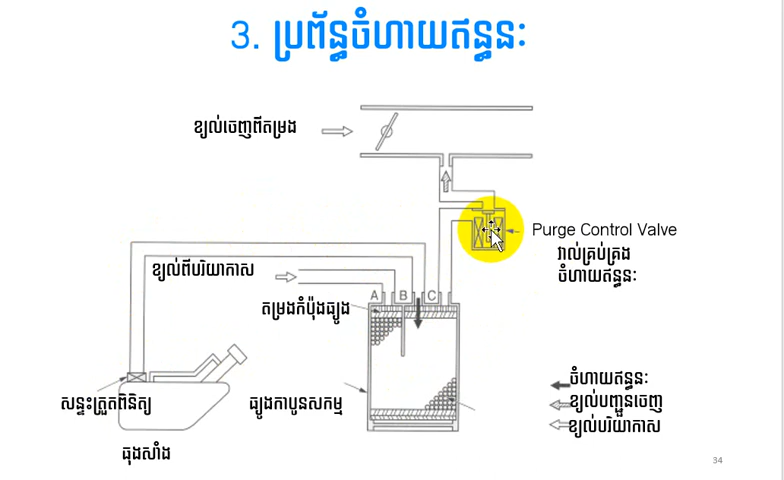 3. ប្រព័ន្ធចំហាយឥន្ធនៈ
ខ្យល់ចេញពីតម្រង
Purge Control Valve
វាល់គ្រប់គ្រង
ចំហាយឥន្ធនៈ
ខ្យល់ពីបរិយាកាស
A B C
តម្រងកំប៉ុងធ្យូង
សន្ទះត្រួតពិនិត្យ
ធ្យូងកាបូនសកម្ម
ចំហាយឥន្ធនៈ
ខ្យល់បញ្ជួនចេញ
ខ្យល់បរិយាកាស
ធុងសាំង
34